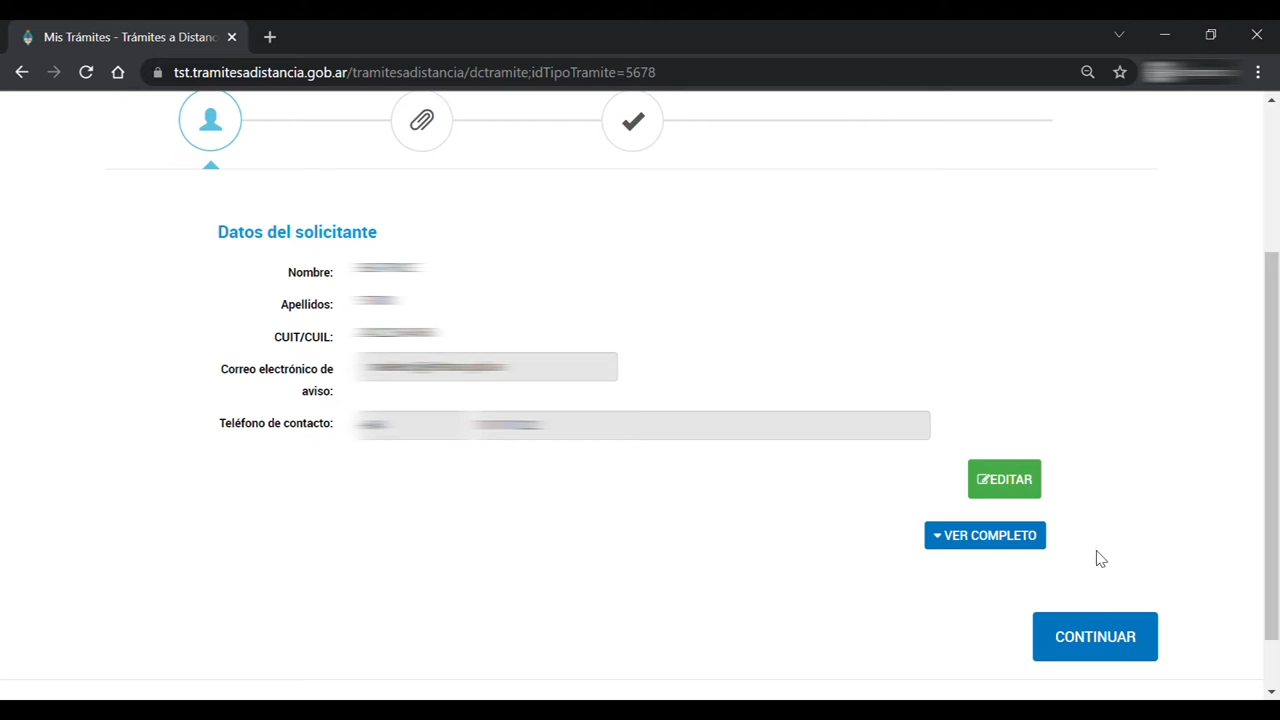 Mis Trámites - Trámites a Distanc
tst.tramitesadistancia.gob.ar/tramitesadistancia/dctramite;idTipoTramite=5678
Datos del solicitante
Nombre:
Apellidos:
CUIT/CUIL:
Correo electrónico de
aviso:
Teléfono de contacto:
EDITAR
VER COMPLETO
CONTINUAR